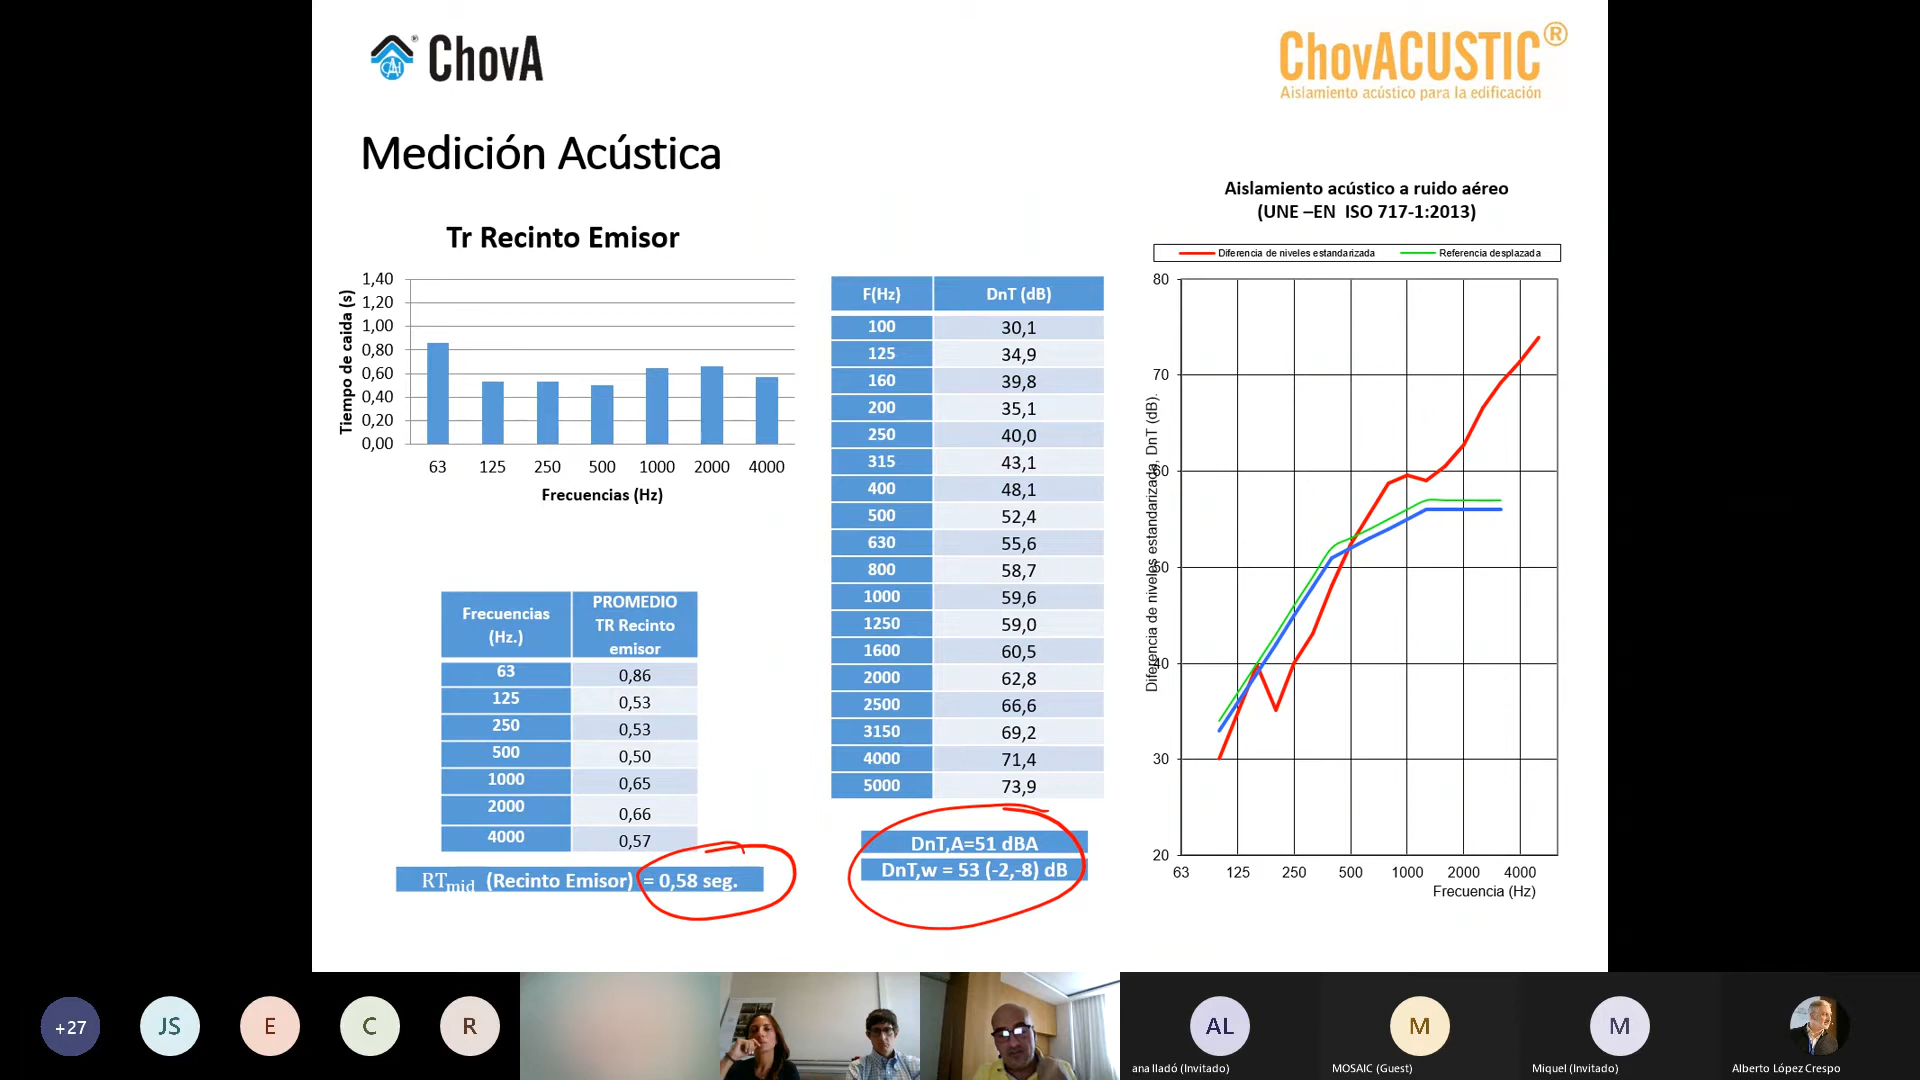 ChovA
ChovACUSTIC®
Aislamiento acústico para la edificación
Medición Acústica
Tr Recinto Emisor
Tiempo de caida (s)
1,40
1,20
1,00
0,80
0,60
0,40
0,20
0,00
63 125 250 500 1000 2000 4000
Frecuencias (Hz)
Frecuencias (Hz.) PROMEDIO TR Recinto emisor
63 0,86
125 0,53
250 0,53
500 0,50
1000 0,65
2000 0,66
4000 0,57
RTmid (Recinto Emisor) = 0,58 seg.
F(Hz) DnT (dB)
100 30,1
125 34,9
160 39,8
200 35,1
250 40,0
315 43,1
400 48,1
500 52,4
630 55,6
800 58,7
1000 59,6
1250 59,0
1600 60,5
2000 62,8
2500 66,6
3150 69,2
4000 71,4
5000 73,9
DnT,A=51 dBA
DnT,w = 53 (-2,-8) dB
Aislamiento acústico a ruido aéreo
(UNE –EN ISO 717-1:2013)
Diferencia de niveles estandarizada Referencia desplazada
Diferencia de niveles estandarizada, DnT (dB).
80
70
60
50
40
30
20
63 125 250 500 1000 2000 4000
Frecuencia (Hz)
+27
JS
E
C
R
AL
M
M
ana lladó (Invitado)
MOSAIC (Guest)
Miquel (Invitado)
Alberto López Crespo